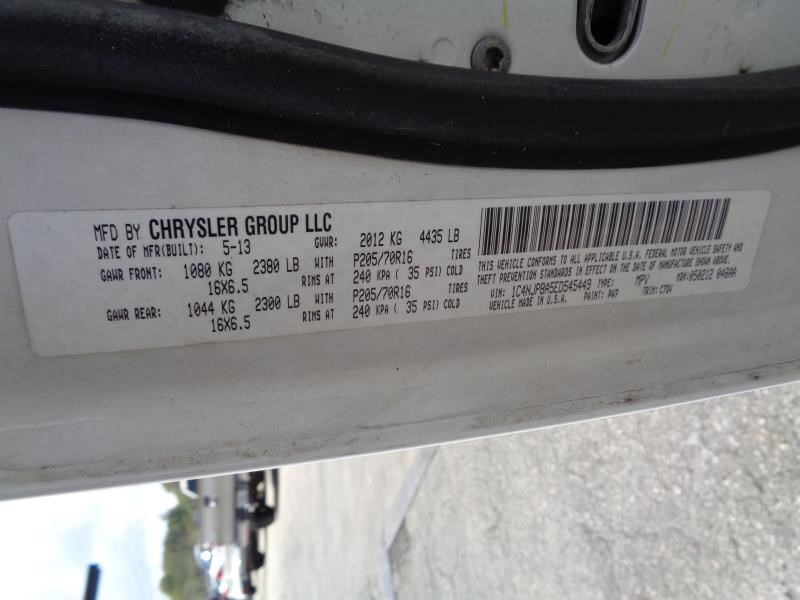 MFD BY CHRYSLER GROUP LLC
DATE OF MFR(BUILT): 5-13 GVWR: 2012 KG 4435 LB
GAWR FRONT: 1080 KG 2380 LB WITH P205/70R16 TIRES
16X6.5 RIMS AT 240 KPA ( 35 PSI) COLD
GAWR REAR: 1044 KG 2300 LB WITH P205/70R16 TIRES
16X6.5 RIMS AT 240 KPA ( 35 PSI) COLD
THIS VEHICLE CONFORMS TO ALL APPLICABLE U.S.A. FEDERAL MOTOR VEHICLE SAFETY AND
THEFT PREVENTION STANDARDS IN EFFECT ON THE DATE OF MANUFACTURE SHOWN ABOVE.
VIN: 1C4NJPBA5ED545449 TYPE: MPV MDH: 050212 046AA
VEHICLE MADE IN U.S.A. PAINT: PW7 TRIM: C7DV